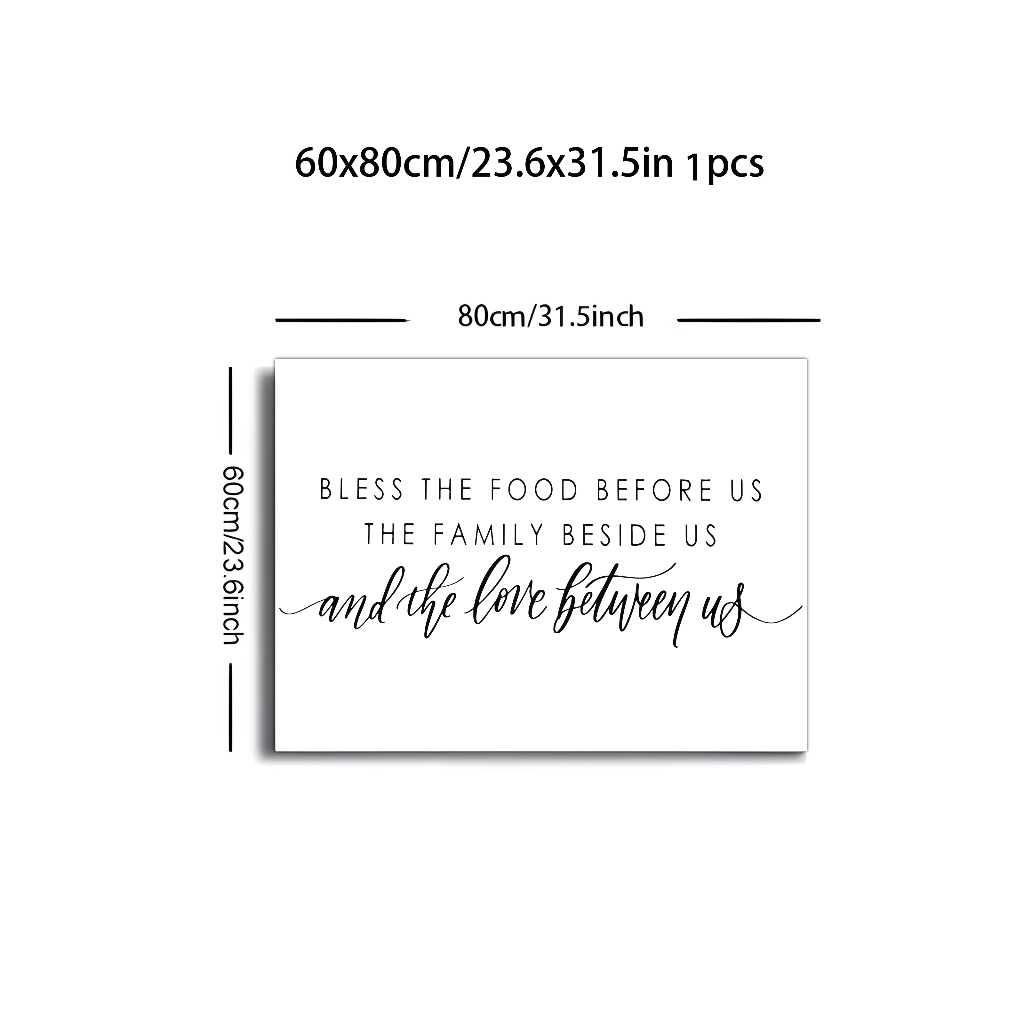 60x80cm/23.6x31.5in 1pcs
80cm/31.5inch
60cm/23.6inch
BLESS THE FOOD BEFORE US
THE FAMILY BESIDE US
and the love between us